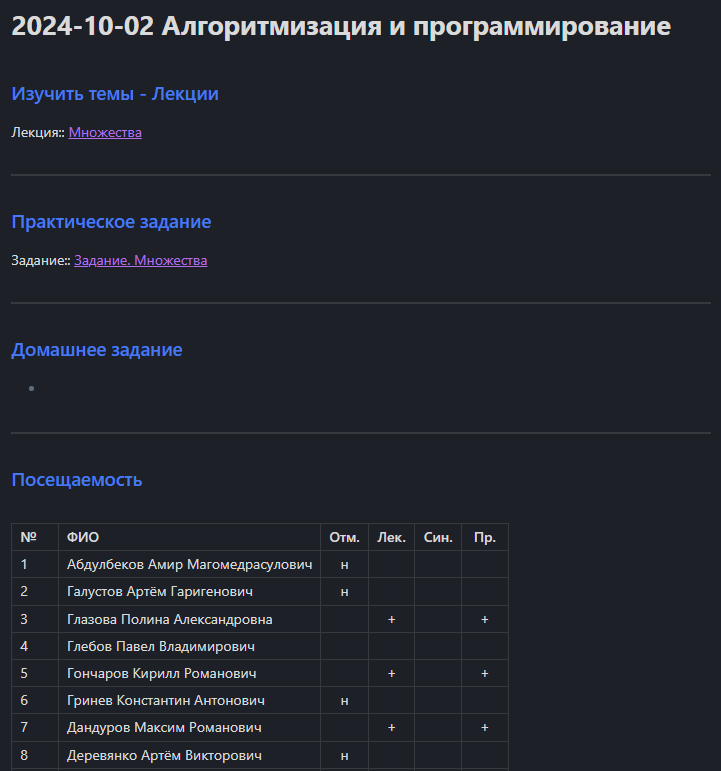 2024-10-02 Алгоритмизация и программирование
Изучить темы - Лекции
Лекция:: Множества
Практическое задание
Задание:: Задание. Множества
Домашнее задание
Посещаемость
№ ФИО Отм. Лек. Син. Пр.
1 Абдулбеков Амир Магомедрасулович н
2 Галустов Артём Гаригенович н
3 Глазова Полина Александровна + +
4 Глебов Павел Владимирович
5 Гончаров Кирилл Романович + +
6 Гринев Константин Антонович н
7 Дандуров Максим Романович + +
8 Деревянко Артём Викторович н